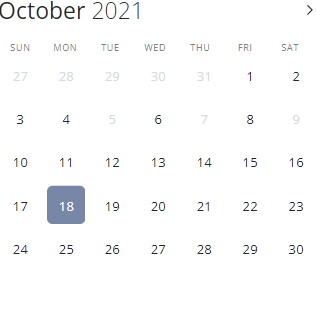 October 2021
SUN MON TUE WED THU FRI SAT
27 28 29 30 31 1 2
3 4 5 6 7 8 9
10 11 12 13 14 15 16
17 18 19 20 21 22 23
24 25 26 27 28 29 30